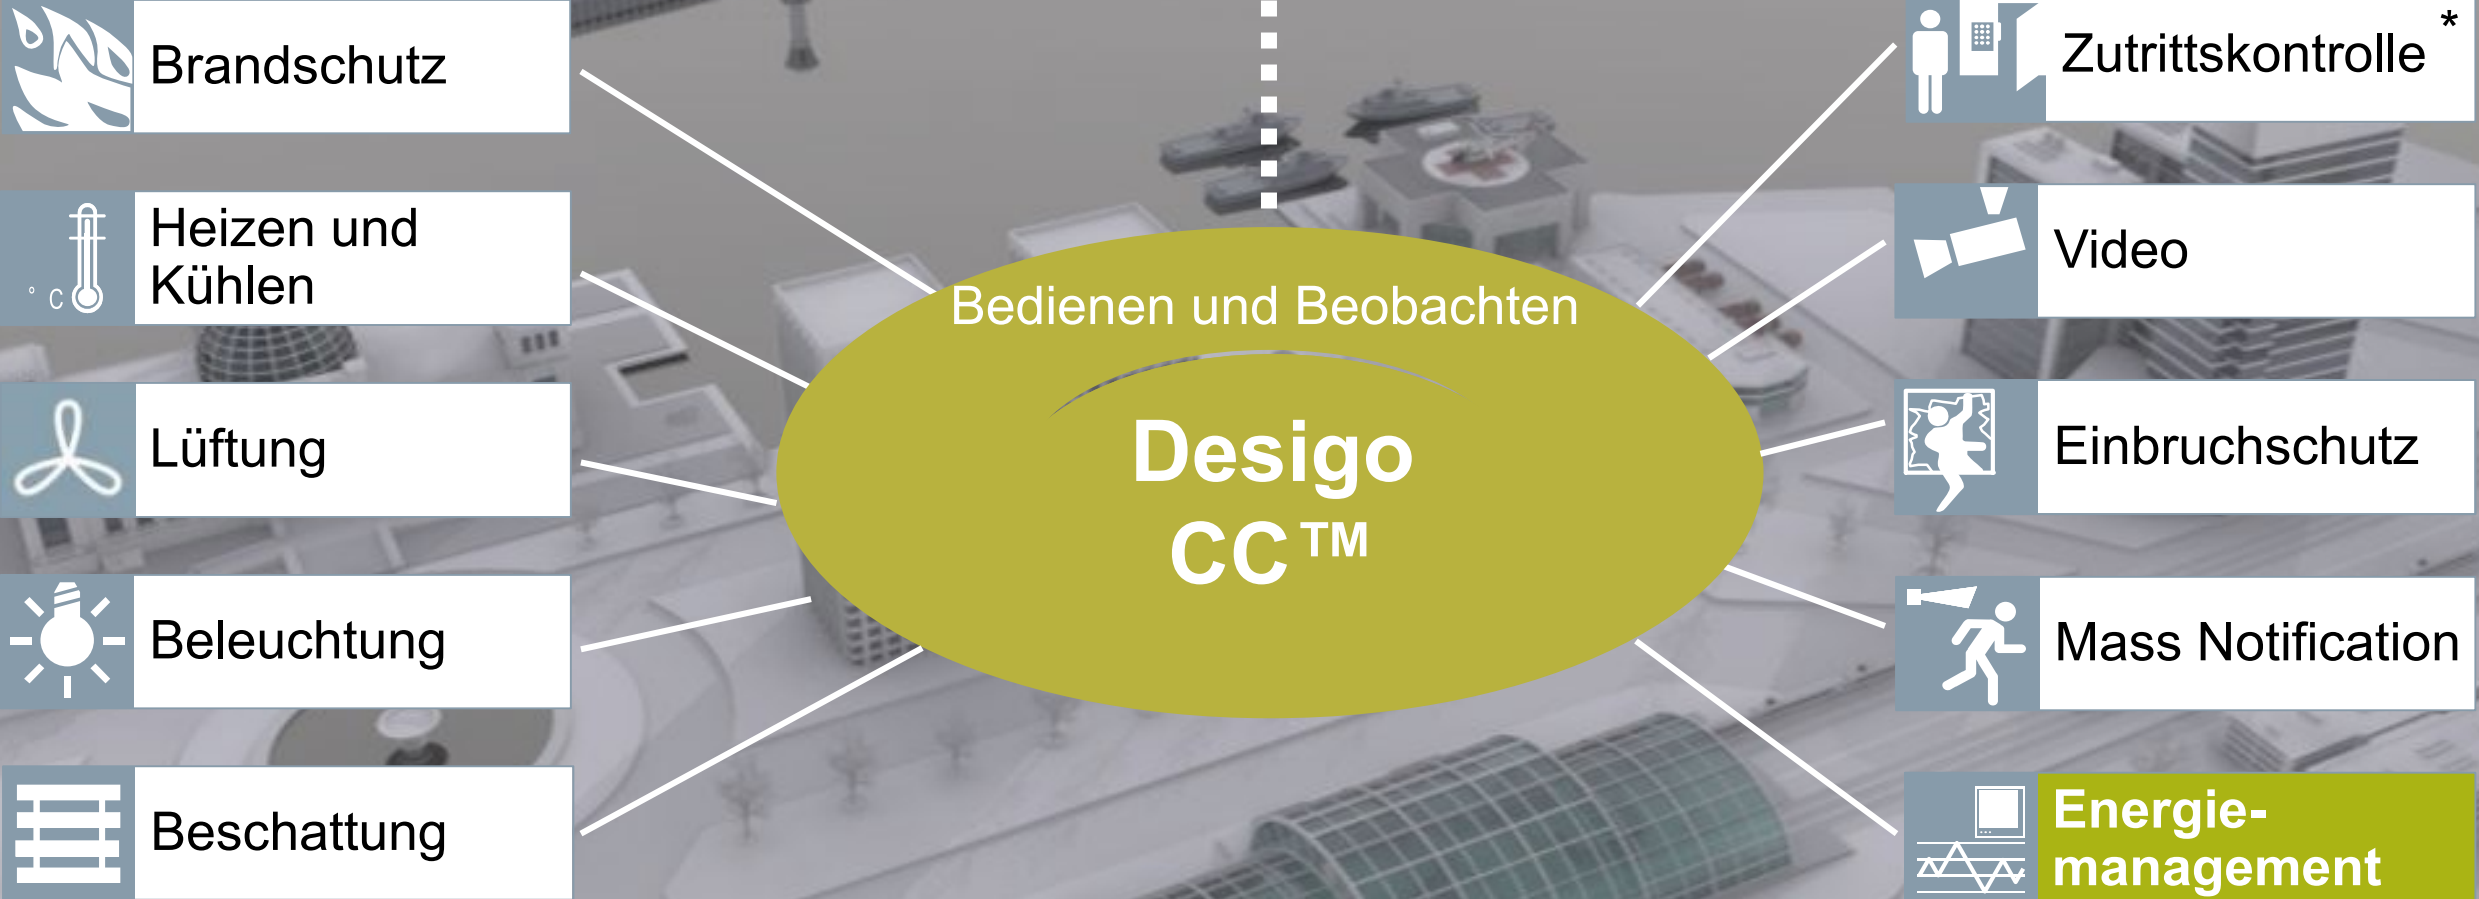 Brandschutz
Heizen und
Kühlen
° C
Lüftung
Beleuchtung
Beschattung
Bedienen und Beobachten
Desigo
CC™
Zutrittskontrolle *
Video
Einbruchschutz
Mass Notification
Energie-
management